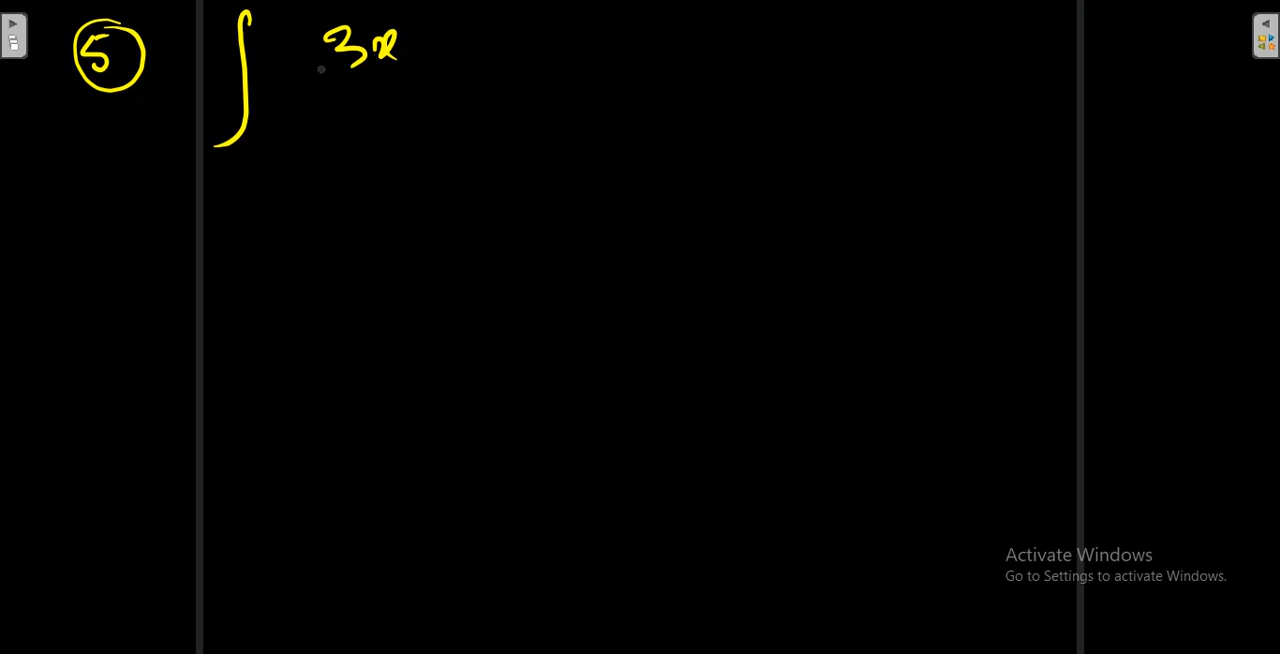 ⑤ ∫ 3x
Activate Windows
Go to Settings to activate Windows.